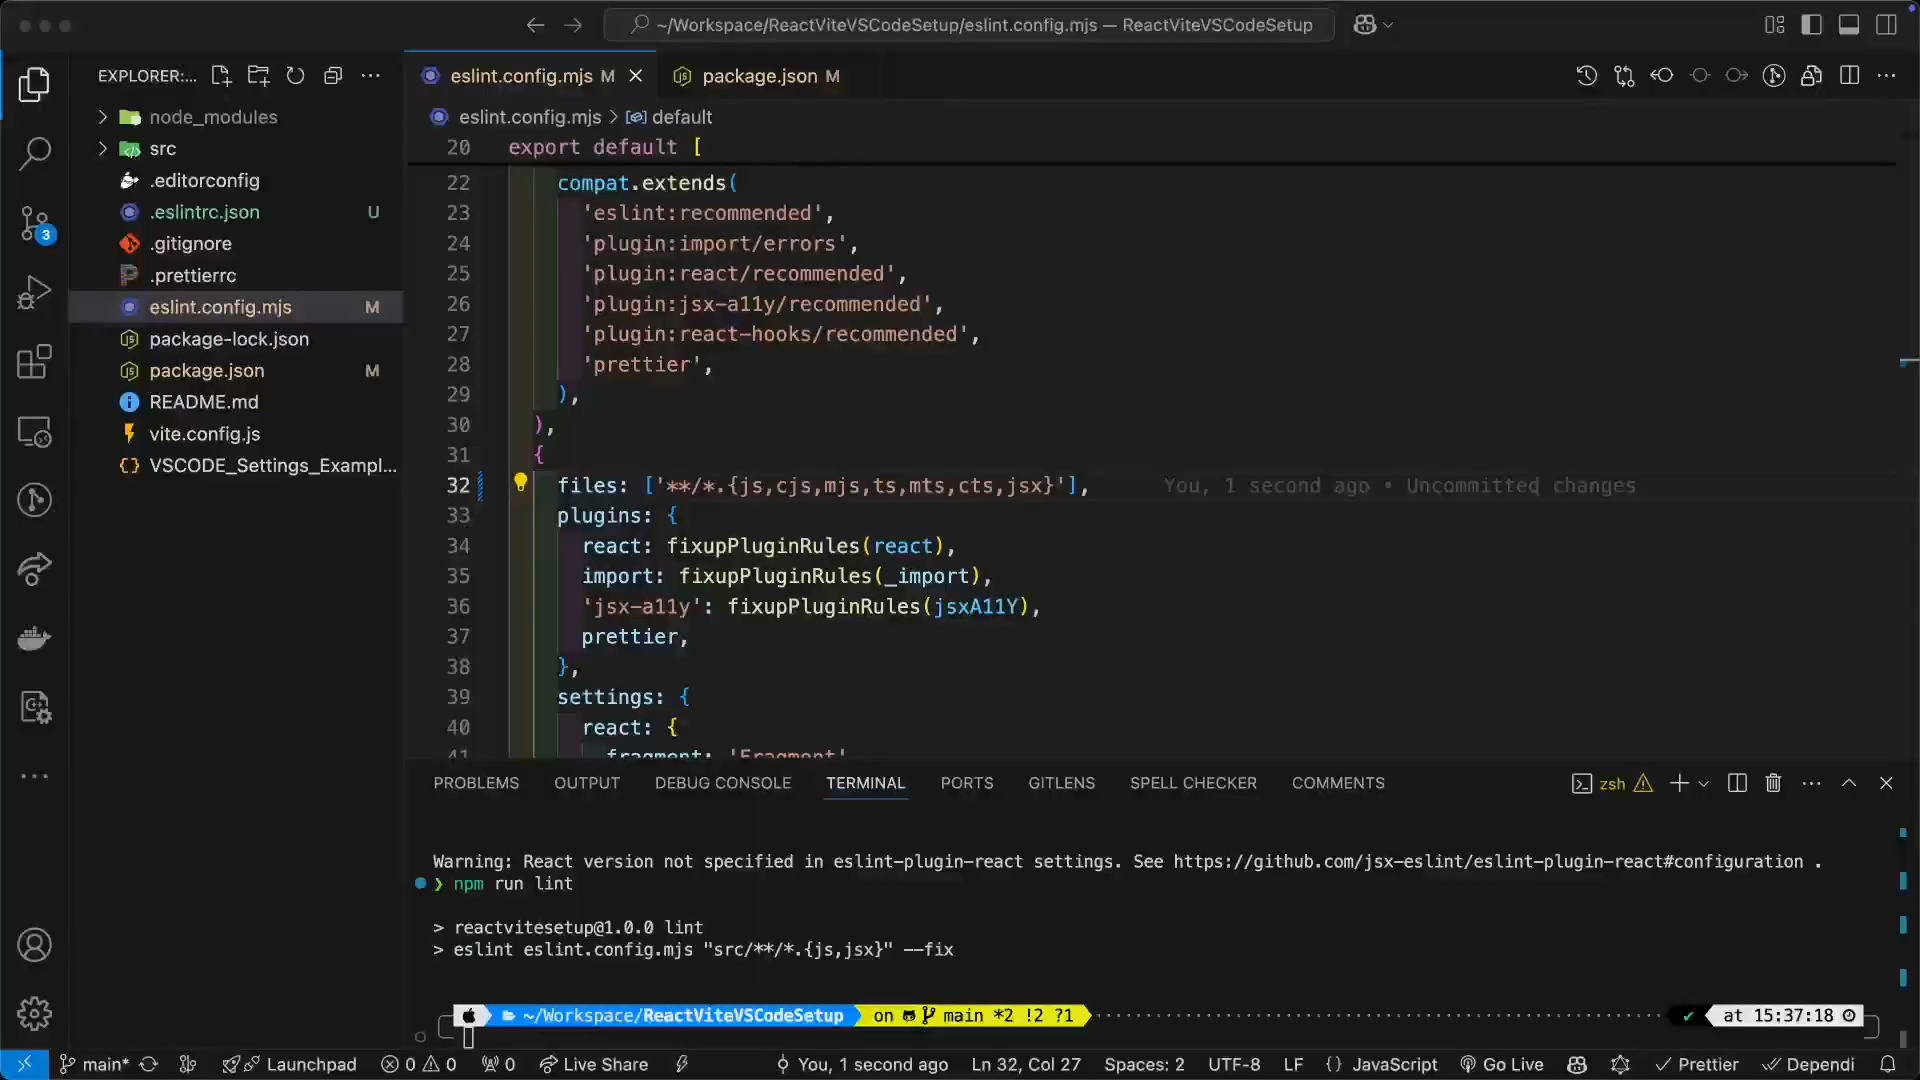 ~/Workspace/ReactViteVSCodeSetup/eslint.config.mjs — ReactViteVSCodeSetup
EXPLORER:...
node_modules
src
.editorconfig
.eslintrc.json U
.gitignore
.prettierrc
eslint.config.mjs M
package-lock.json
package.json M
README.md
vite.config.js
VSCODE_Settings_Exampl...
3
eslint.config.mjs M
package.json M
eslint.config.mjs > default
20 export default [
22 compat.extends(
23 'eslint:recommended',
24 'plugin:import/errors',
25 'plugin:react/recommended',
26 'plugin:jsx-a11y/recommended',
27 'plugin:react-hooks/recommended',
28 'prettier',
29 ),
30 ),
31 {
32 files: ['**/*.{js,cjs,mjs,ts,mts,cts,jsx}'], You, 1 second ago • Uncommitted changes
33 plugins: {
34 react: fixupPluginRules(react),
35 import: fixupPluginRules(_import),
36 'jsx-a11y': fixupPluginRules(jsxA11Y),
37 prettier,
38 },
39 settings: {
40 react: {
41 fragment: 'Fragment'
PROBLEMS OUTPUT DEBUG CONSOLE TERMINAL PORTS GITLENS SPELL CHECKER COMMENTS
zsh
Warning: React version not specified in eslint-plugin-react settings. See https://github.com/jsx-eslint/eslint-plugin-react#configuration .
❯ npm run lint
> reactvitesetup@1.0.0 lint
> eslint eslint.config.mjs "src/**/*.{js,jsx}" --fix
~/Workspace/ReactViteVSCodeSetup on main *2 !2 ?1 ✔ at 15:37:18
main* Launchpad 0 0 0 Live Share You, 1 second ago Ln 32, Col 27 Spaces: 2 UTF-8 LF {} JavaScript Go Live Prettier Dependi